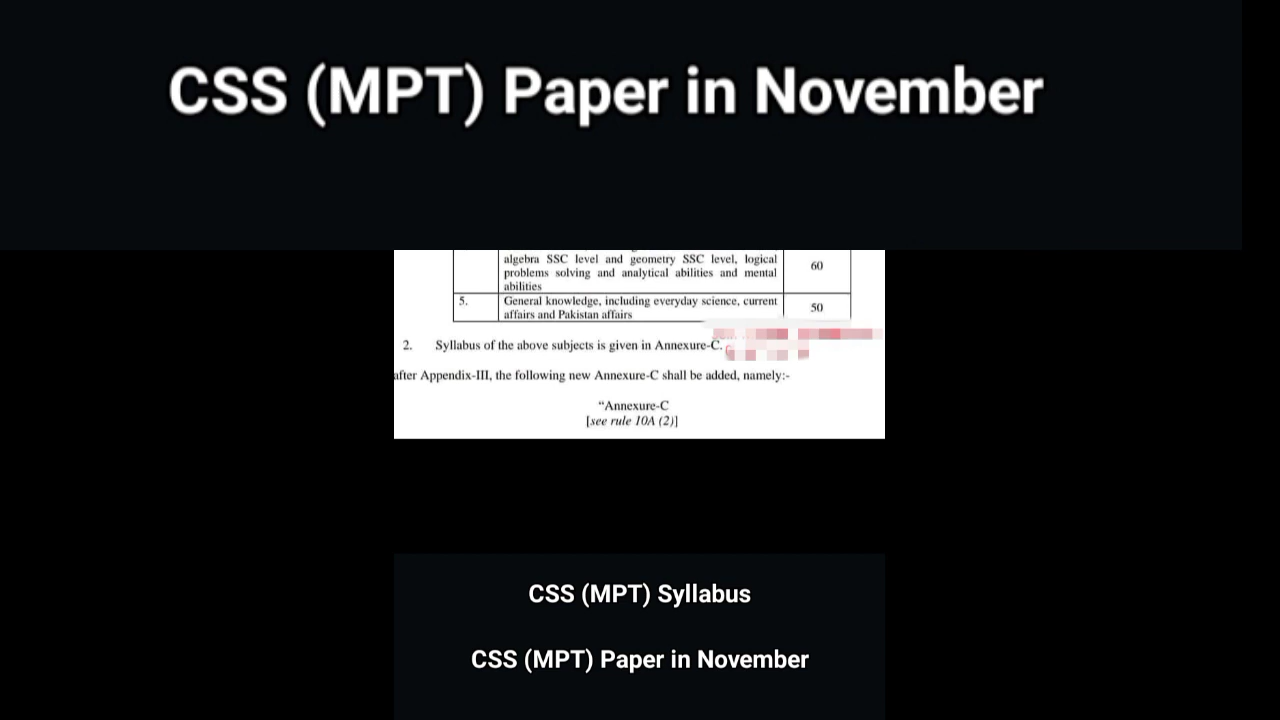 CSS (MPT) Paper in November
algebra SSC level and geometry SSC level, logical
problems solving and analytical abilities and mental
abilities
60
5.
General knowledge, including everyday science, current
affairs and Pakistan affairs
50
2. Syllabus of the above subjects is given in Annexure-C.
after Appendix-III, the following new Annexure-C shall be added, namely:-
“Annexure-C
[see rule 10A (2)]
CSS (MPT) Syllabus
CSS (MPT) Paper in November